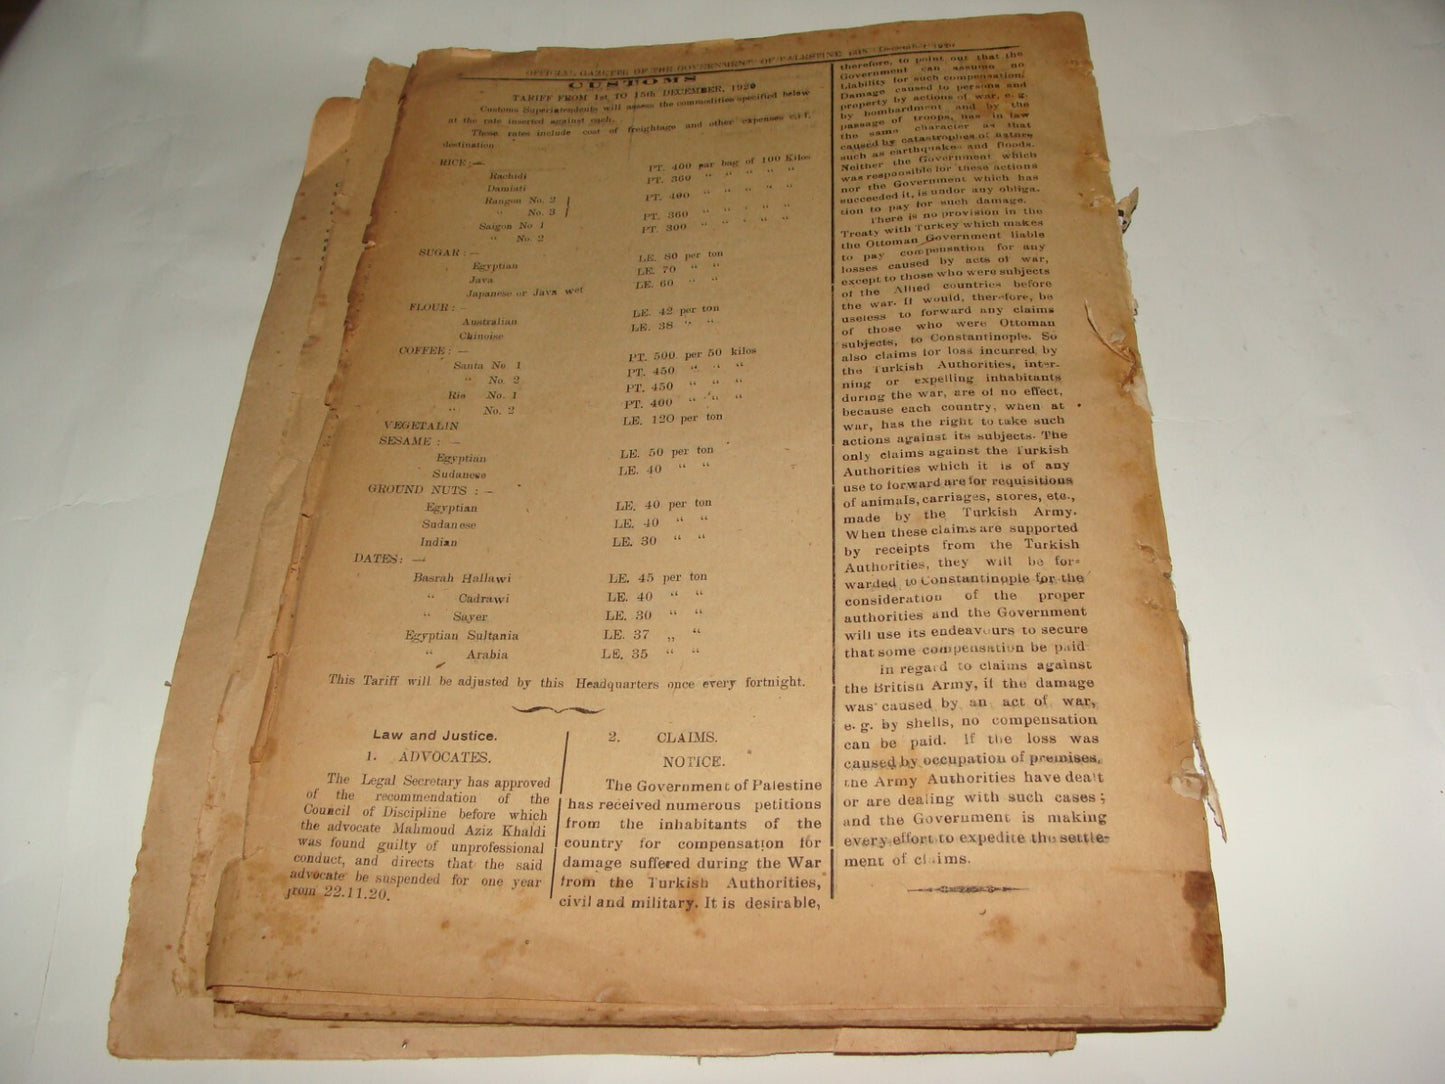 OFFICIAL GAZETTE OF THE GOVERNMENT OF PALESTINE 15th December 1920
CUSTOMS
TARIFF FROM 1st TO 15th DECEMBER, 1920
Customs Superintendents will assess the commodities specified below
at the rate inserted against each.
These rates include cost of freightage and other expenses c.i.f.
destination
RICE: —
Rachidi PT. 400 par bag of 100 Kilos
Damiati PT. 360 " " " " "
Rangon No. 2 } PT. 400 " " " " "
" No. 3
Saigon No 1 PT. 360 " " " " "
" No. 2 PT. 300 " " " " "
SUGAR: —
Egyptian LE. 80 per ton
Java LE. 70 " "
Japanese or Java wet LE. 60 " "
FLOUR: —
Australian LE. 42 per ton
Chinoise LE. 38 " "
COFFEE: —
Santa No 1 PT. 500 per 50 kilos
" No. 2 PT. 450 " " "
Rio No. 1 PT. 450 " " "
" No. 2 PT. 400 " " "
VEGETALIN LE. 120 per ton
SESAME: —
Egyptian LE. 50 per ton
Sudanese LE. 40 " "
GROUND NUTS : —
Egyptian LE. 40 per ton
Sudanese LE. 40 " "
Indian LE. 30 " "
DATES: —
Basrah Hallawi LE. 45 per ton
" Cadrawi LE. 40 " "
" Sayer LE. 30 " "
Egyptian Sultania LE. 37 „ "
" Arabia LE. 35 " "
This Tariff will be adjusted by this Headquarters once every fortnight.
Law and Justice.
1. ADVOCATES.
The Legal Secretary has approved
of the recommendation of the
Council of Discipline before which
the advocate Mahmoud Aziz Khaldi
was found guilty of unprofessional
conduct, and directs that the said
advocate be suspended for one year
from 22.11.20.
2. CLAIMS.
NOTICE.
The Government of Palestine
has received numerous petitions
from the inhabitants of the
country for compensation for
damage suffered during the War
from the Turkish Authorities,
civil and military. It is desirable,
therefore, to point out that the
Government can assume no
Liability for such compensation.
Damage caused to persons and
property by actions of war, e. g.
by bombardment and by the
passage of troops, has in law
the same character as that
caused by catastrophes of nature
such as earthquakes and floods.
Neither the Government which
was responsible for these actions
nor the Government which has
succeeded it, is undor any obliga-
tion to pay for such damage.
There is no provision in the
Treaty with Turkey which makes
the Ottoman Government liable
to pay compensation for any
losses caused by acts of war,
except to those who were subjects
of the Allied countries before
the war. It would, therefore, be
useless to forward any claims
of those who were Ottoman
subjects, to Constantinople. So
also claims for loss incurred by
the Turkish Authorities, inter-
ning or expelling inhabitants
during the war, are of no effect,
because each country, when at
war, has the right to take such
actions against its subjects. The
only claims against the Turkish
Authorities which it is of any
use to forward are for requisitions
of animals, carriages, stores, etc.,
made by the Turkish Army.
When these claims are supported
by receipts from the Turkish
Authorities, they will be for-
warded to Constantinople for the
consideration of the proper
authorities and the Government
will use its endeavours to secure
that some compensation be paid.
In regard to claims against
the British Army, if the damage
was caused by an act of war,
e. g. by shells, no compensation
can be paid. If the loss was
caused by occupation of premises,
the Army Authorities have dealt
or are dealing with such cases;
and the Government is making
every effort to expedite the settle-
ment of claims.